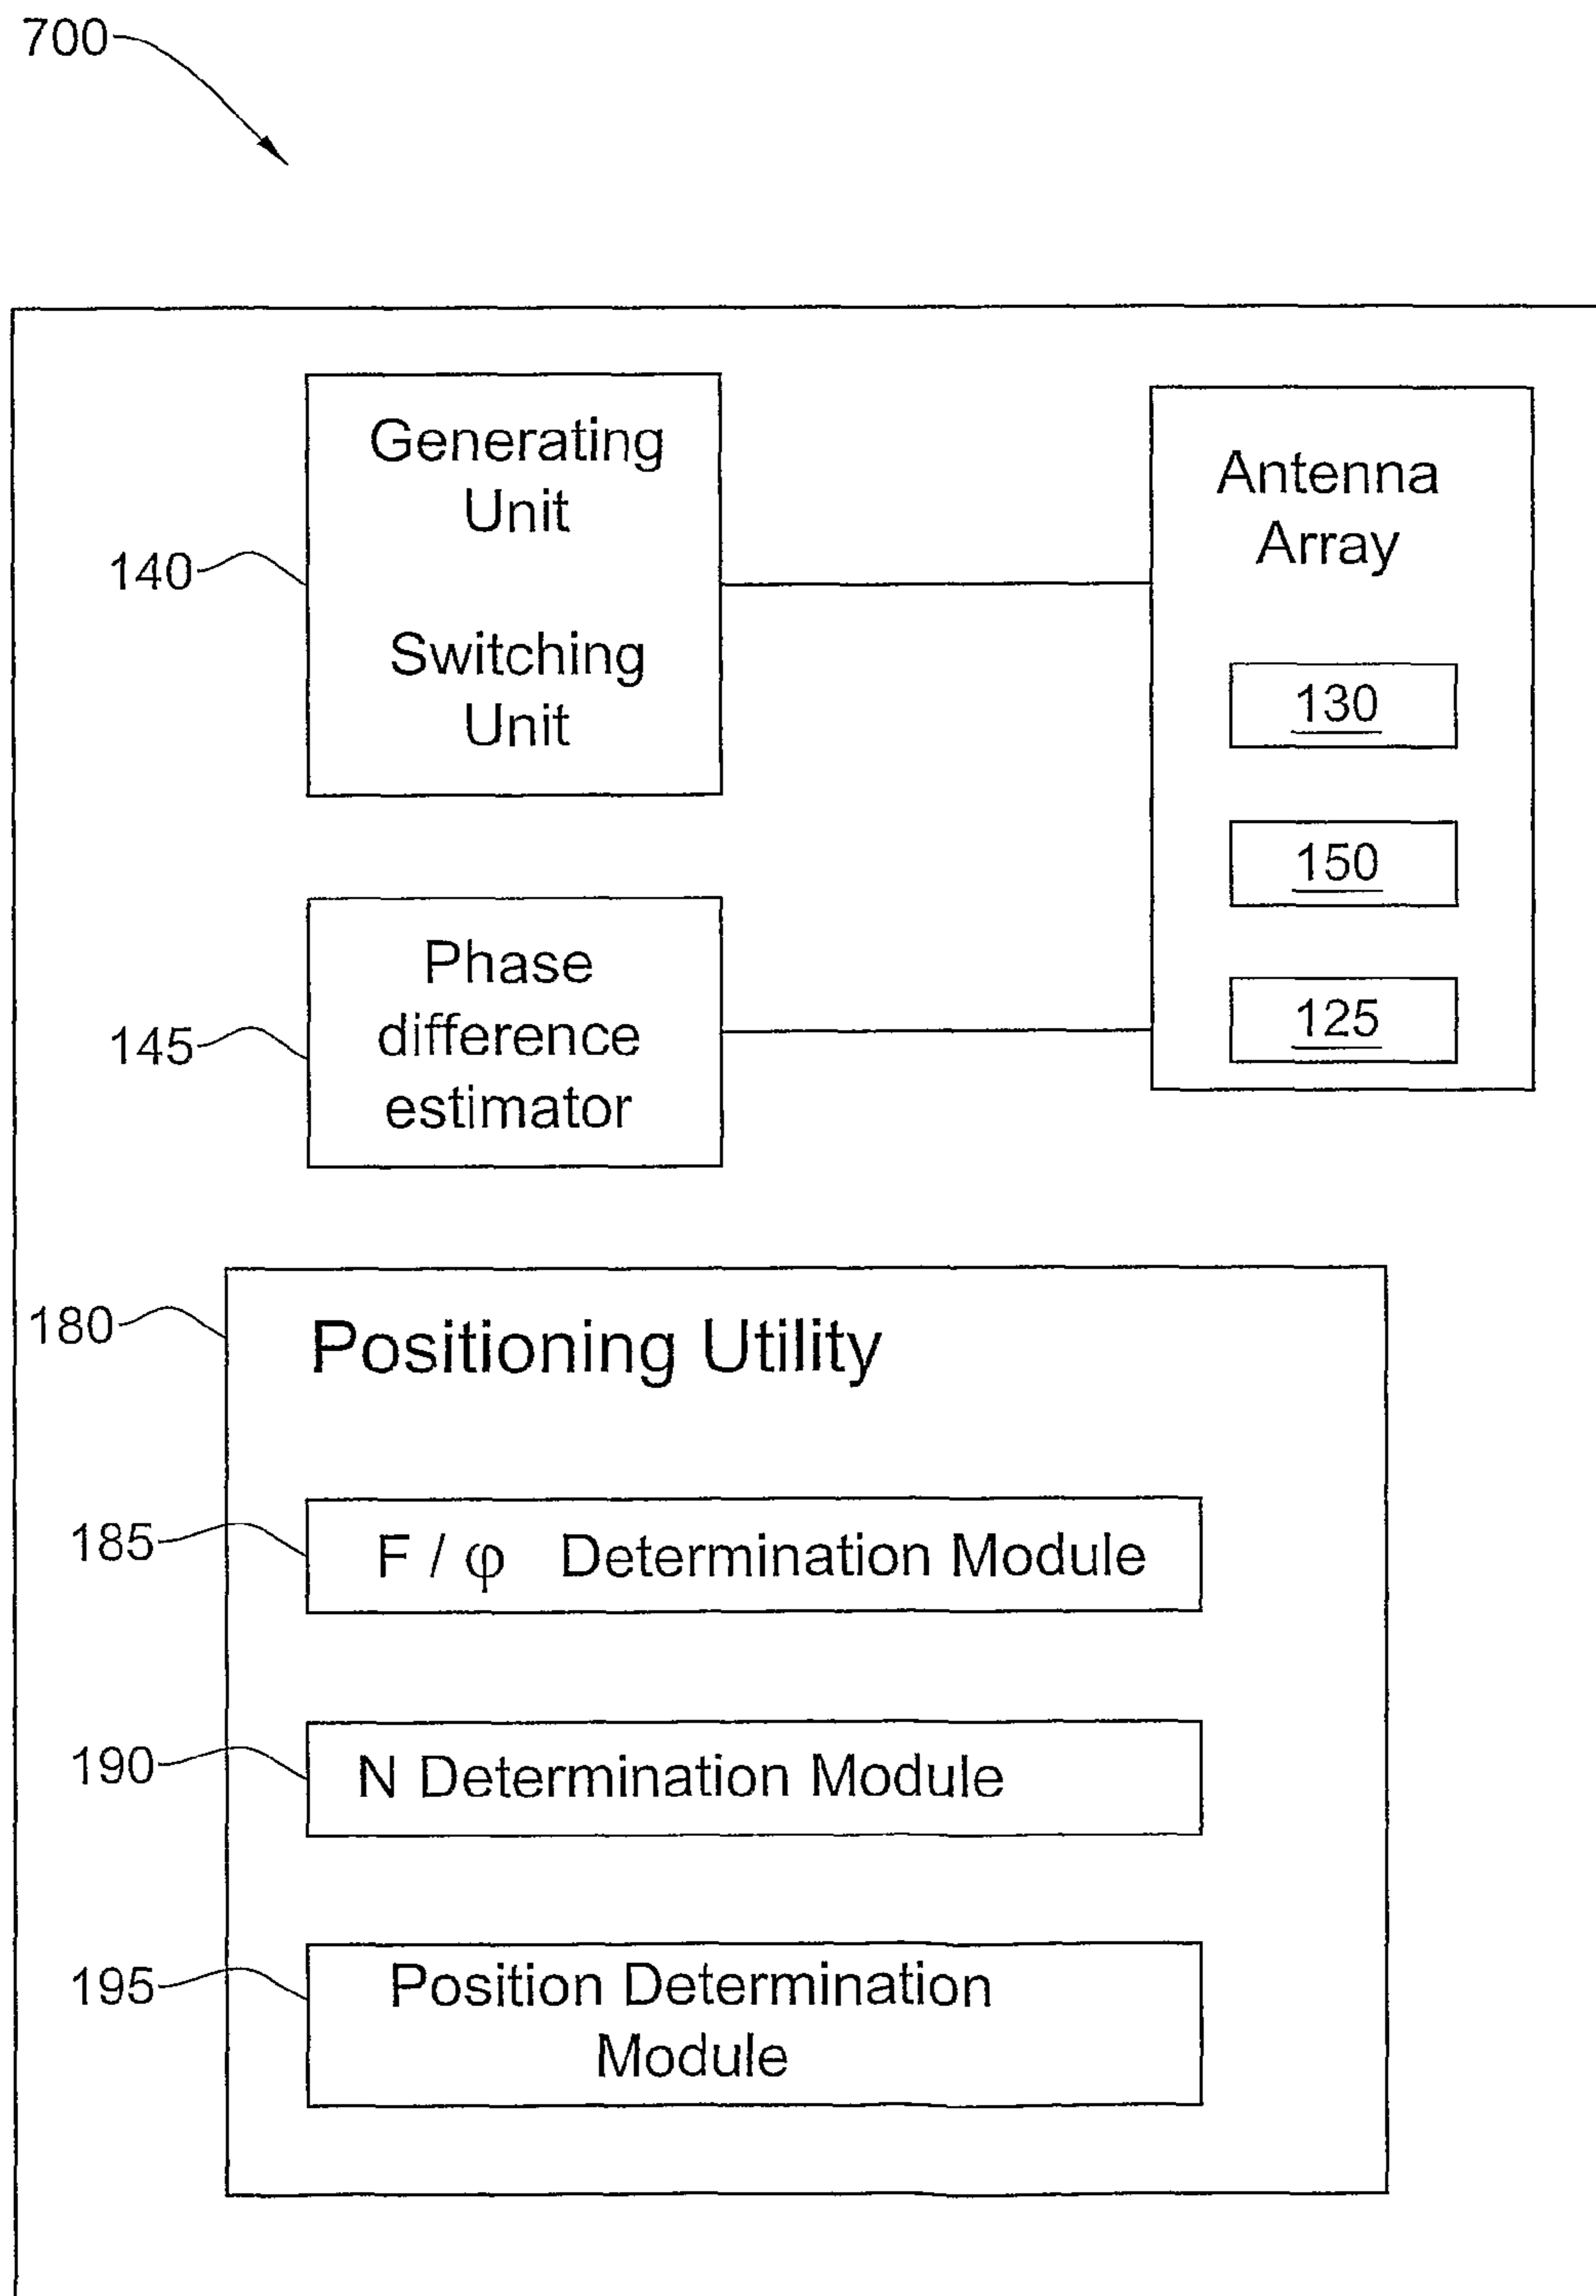 700
Generating
Unit
140
Switching
Unit
Antenna
Array
130
150
125
Phase
difference
estimator
145
180
Positioning Utility
185
F / φ Determination Module
190
N Determination Module
195
Position Determination
Module